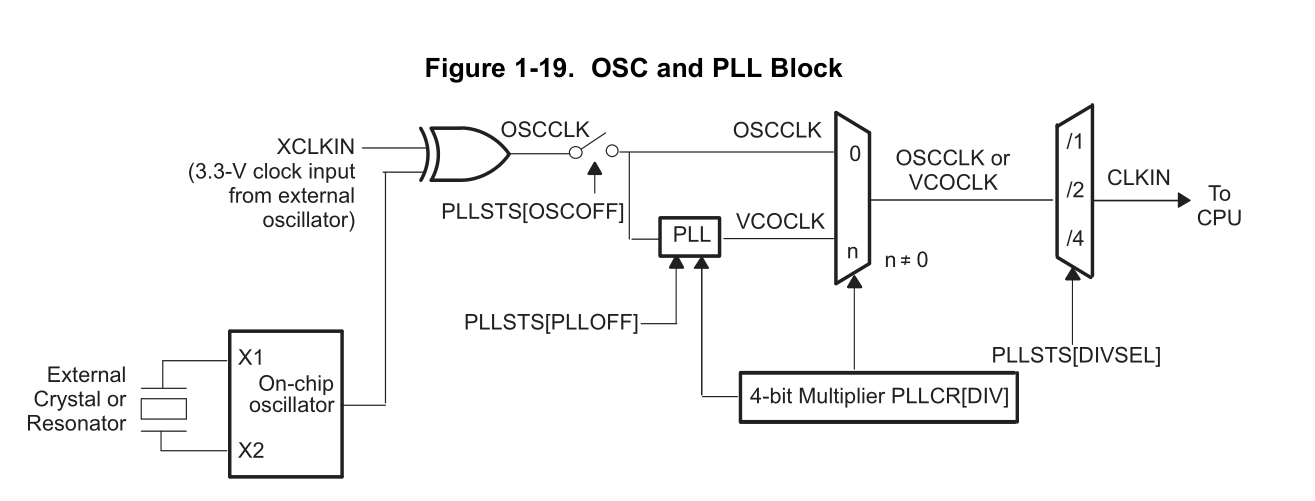 Figure 1-19. OSC and PLL Block
XCLKIN
(3.3-V clock input
from external
oscillator)
OSCCLK
PLLSTS[OSCOFF]
OSCCLK
0
PLL
VCOCLK
n
n ≠ 0
OSCCLK or
VCOCLK
/1
/2
/4
CLKIN
To
CPU
PLLSTS[PLLOFF]
PLLSTS[DIVSEL]
4-bit Multiplier PLLCR[DIV]
External
Crystal or
Resonator
X1
On-chip
oscillator
X2